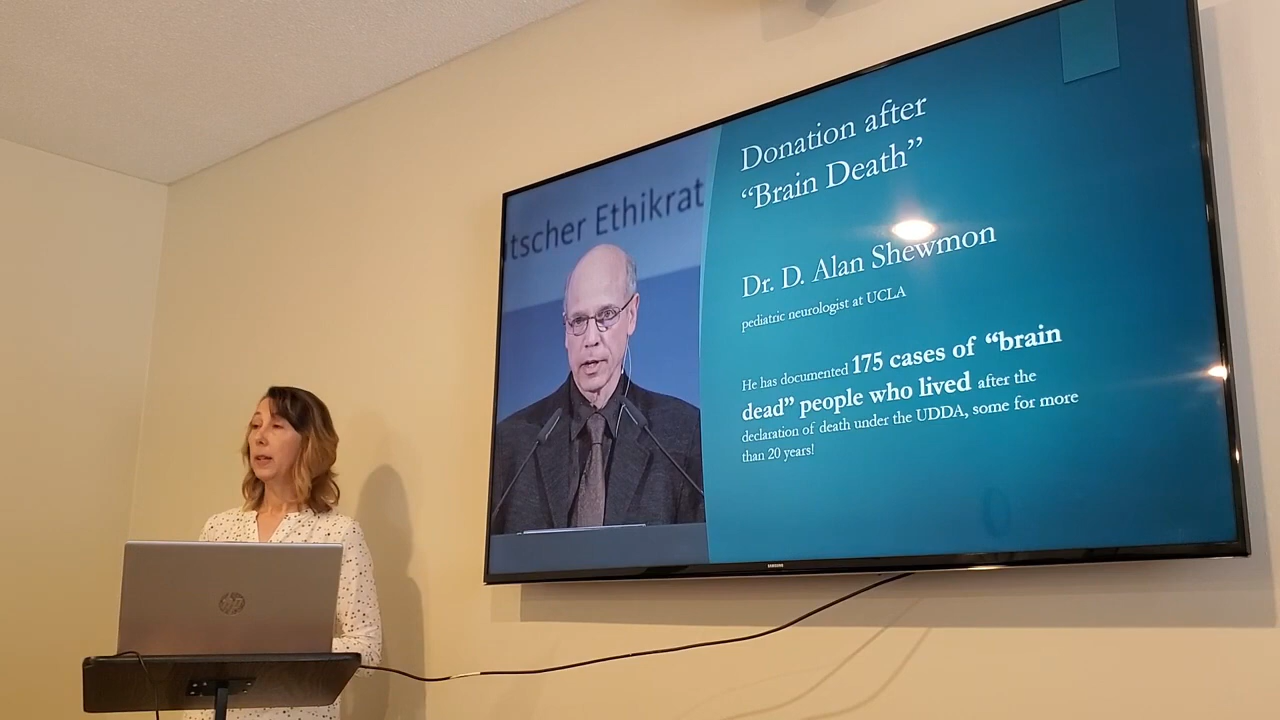 Donation after
“Brain Death”
tscher Ethikrat
Dr. D. Alan Shewmon
pediatric neurologist at UCLA
He has documented 175 cases of “brain
dead” people who lived after the
declaration of death under the UDDA, some for more
than 20 years!
SAMSUNG
hp